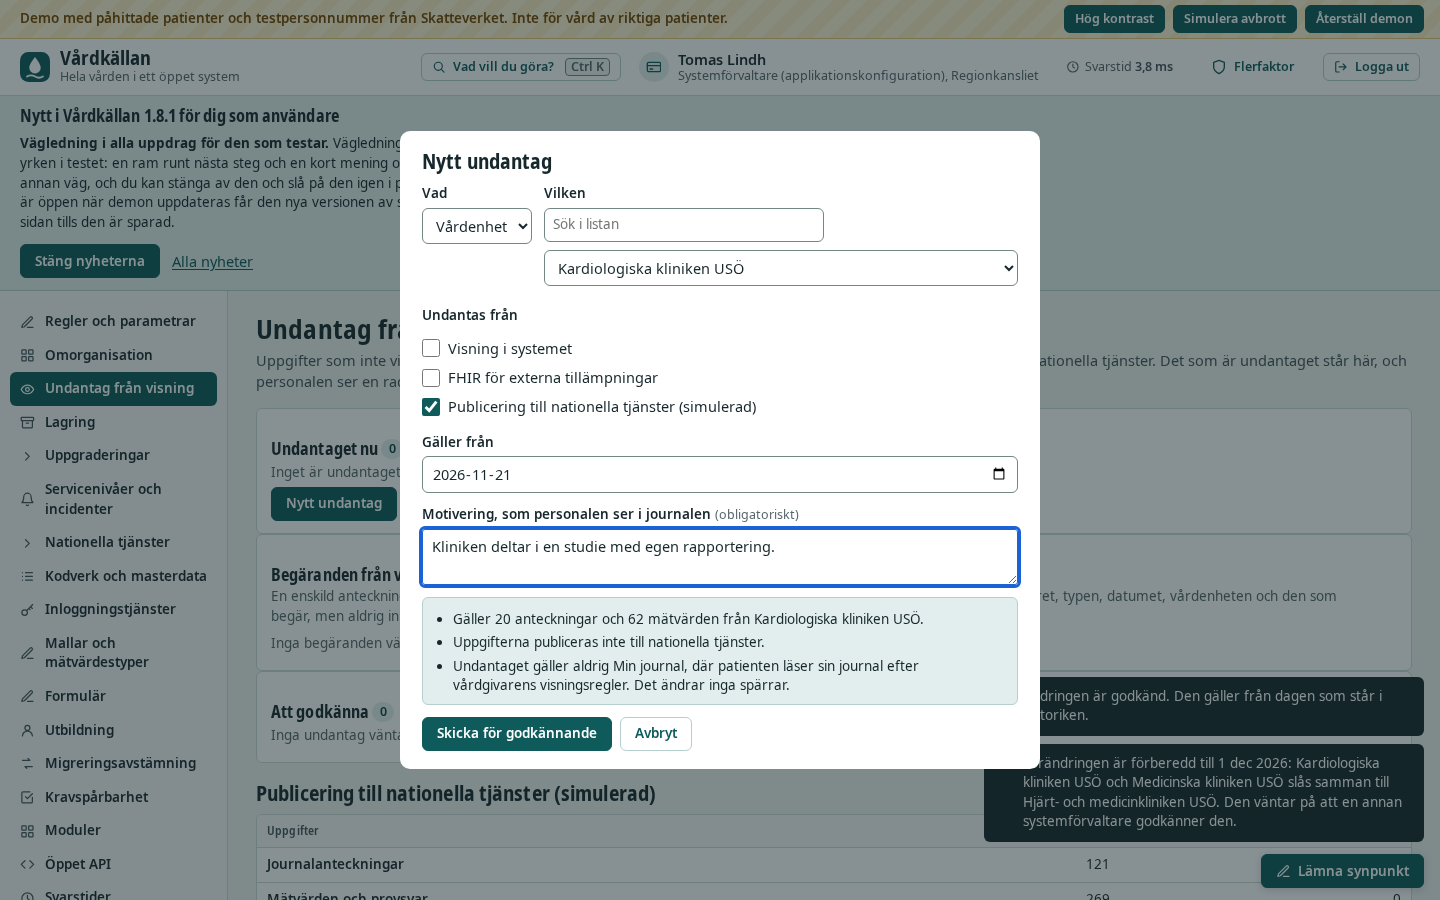 Demo med påhittade patienter och testpersonnummer från Skatteverket. Inte för vård av riktiga patienter.
Hög kontrast
Simulera avbrott
Återställ demon
Vårdkällan
Hela vården i ett öppet system
Vad vill du göra?
Ctrl K
Tomas Lindh
Systemförvaltare (applikationskonfiguration), Regionkansliet
Svarstid 3,8 ms
Flerfaktor
Logga ut
Nytt i Vårdkällan 1.8.1 för dig som användare
Vägledning i alla uppdrag för den som testar. Vägledning
yrken i testet: en ram runt nästa steg och en kort mening
annan väg, och du kan stänga av den och slå på den igen i
är öppen när demon uppdateras får den nya versionen av
sidan tills den är sparad.
Stäng nyheterna
Alla nyheter
Regler och parametrar
Omorganisation
Undantag från visning
Lagring
Uppgraderingar
Servicenivåer och
incidenter
Nationella tjänster
Kodverk och masterdata
Inloggningstjänster
Mallar och
mätvärdestyper
Formulär
Utbildning
Migreringsavstämning
Kravspårbarhet
Moduler
Öppet API
Svarstider
Undantag
Uppgifter som inte
nationella tjänster. Det som är undantaget står här, och
personalen ser en
Undantaget nu 0
Inget är undantaget
Nytt undantag
Begäranden från
En enskild
typen, datumet, vårdenheten och den som
begär, men aldrig
Inga begäranden
Att godkänna 0
Inga undantag
Publicering till nationella tjänster (simulerad)
Uppgifter
Journalanteckningar
121
Mätvärden och provsvar
269
0
Nytt undantag
Vad
Vilken
Vårdenhet
Sök i listan
Kardiologiska kliniken USÖ
Undantas från
Visning i systemet
FHIR för externa tillämpningar
Publicering till nationella tjänster (simulerad)
Gäller från
2026-11-21
Motivering, som personalen ser i journalen (obligatoriskt)
Kliniken deltar i en studie med egen rapportering.
Gäller 20 anteckningar och 62 mätvärden från Kardiologiska kliniken USÖ.
Uppgifterna publiceras inte till nationella tjänster.
Undantaget gäller aldrig Min journal, där patienten läser sin journal efter
vårdgivarens visningsregler. Det ändrar inga spärrar.
Skicka för godkännande
Avbryt
är godkänd. Den gäller från dagen som står i
är förberedd till 1 dec 2026: Kardiologiska
kliniken USÖ och Medicinska kliniken USÖ slås samman till
Hjärt- och medicinkliniken USÖ. Den väntar på att en annan
systemförvaltare godkänner den.
Lämna synpunkt